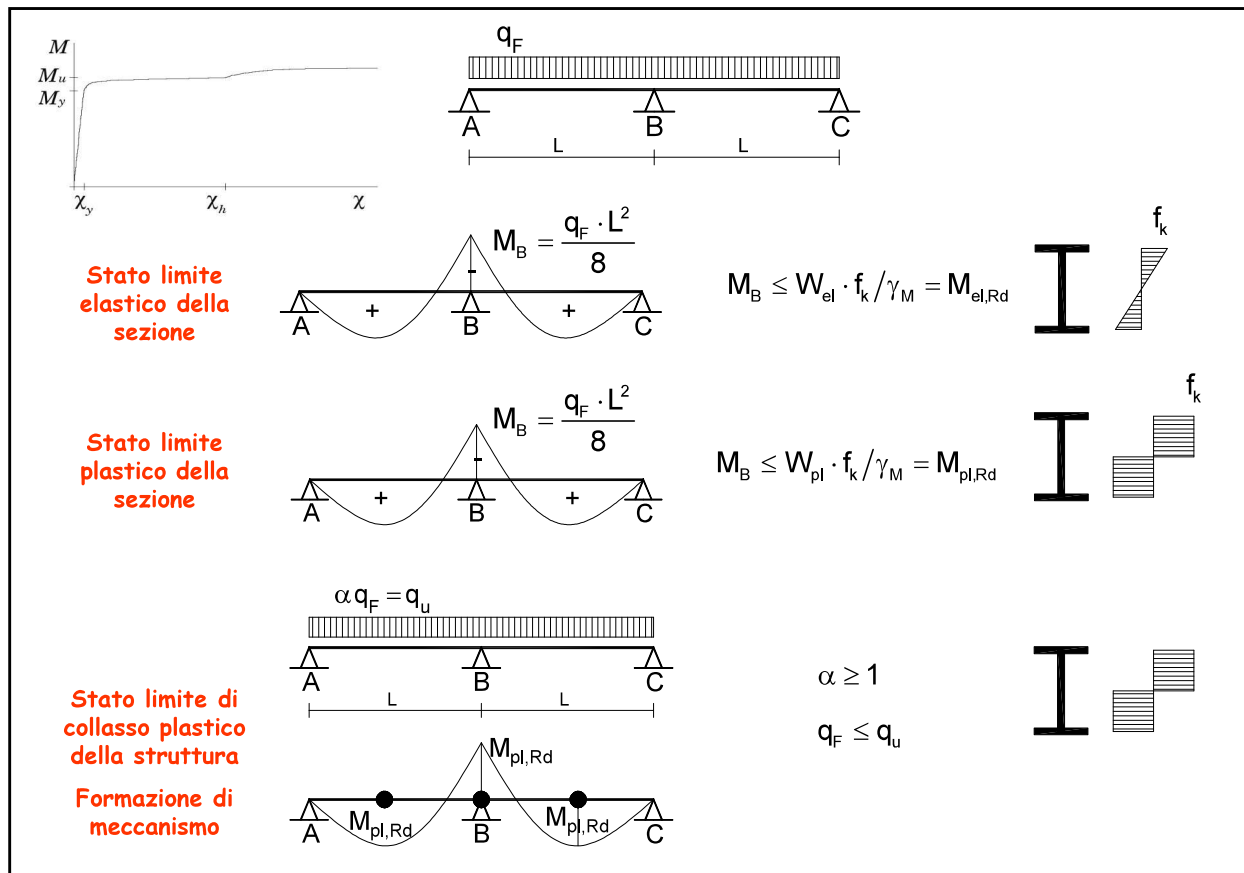 M
M_u
M_y
χ_y
χ_h
χ
q_F
A
B
C
L
L
Stato limite
elastico della
sezione
M_B = q_F · L² / 8
-
+
+
A
B
C
M_B ≤ W_el · f_k/γ_M = M_el,Rd
f_k
Stato limite
plastico della
sezione
M_B = q_F · L² / 8
-
+
+
A
B
C
M_B ≤ W_pl · f_k/γ_M = M_pl,Rd
f_k
α q_F = q_u
A
B
C
L
L
Stato limite di
collasso plastico
della struttura
Formazione di
meccanismo
M_pl,Rd
M_pl,Rd
M_pl,Rd
A
B
C
α ≥ 1
q_F ≤ q_u